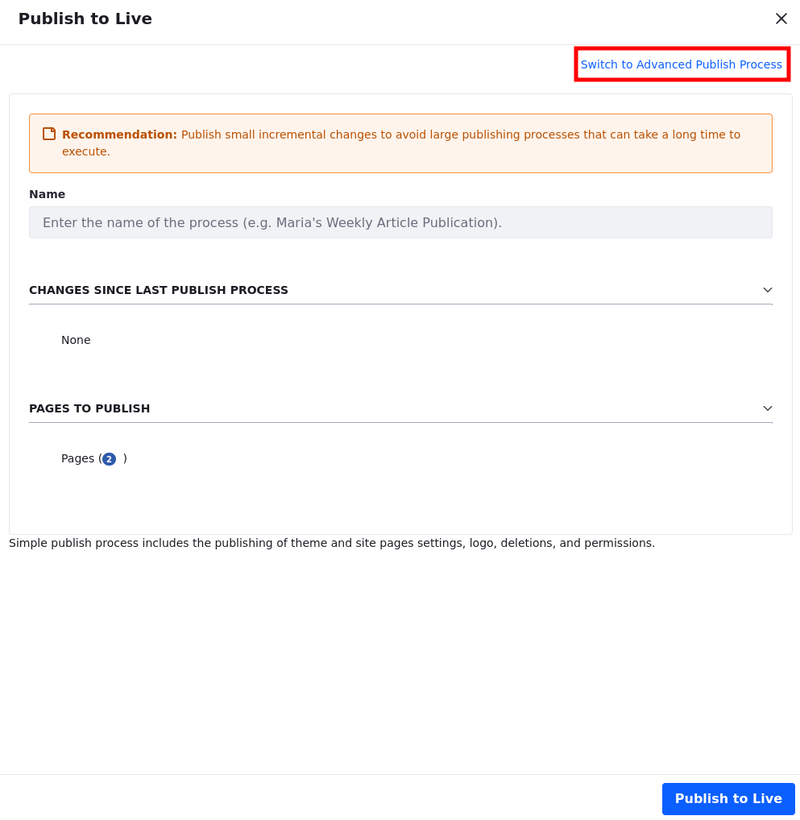 Publish to Live
Switch to Advanced Publish Process
Recommendation: Publish small incremental changes to avoid large publishing processes that can take a long time to
execute.
Name
Enter the name of the process (e.g. Maria's Weekly Article Publication).
CHANGES SINCE LAST PUBLISH PROCESS
None
PAGES TO PUBLISH
Pages (2 )
Simple publish process includes the publishing of theme and site pages settings, logo, deletions, and permissions.
Publish to Live